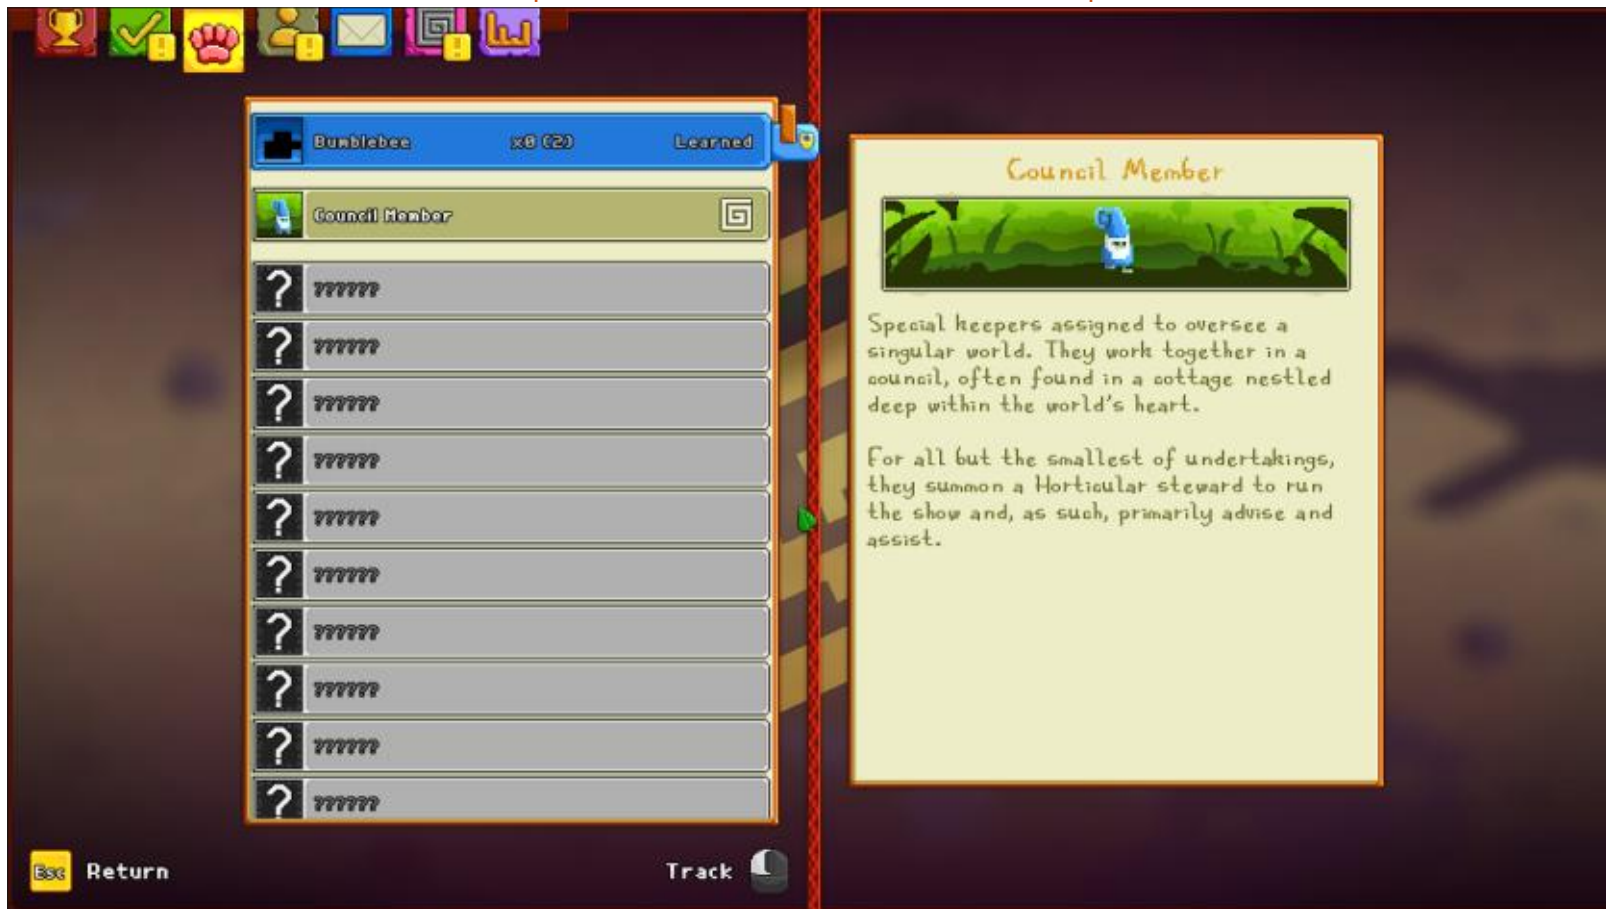 Bumblebee x0 (2) Learned
Council Member
??????
??????
??????
??????
??????
??????
??????
??????
??????
??????
Esc Return
Track
Council Member
Special keepers assigned to oversee a
singular world. They work together in a
council, often found in a cottage nestled
deep within the world's heart.
For all but the smallest of undertakings,
they summon a Horticular steward to run
the show and, as such, primarily advise and
assist.